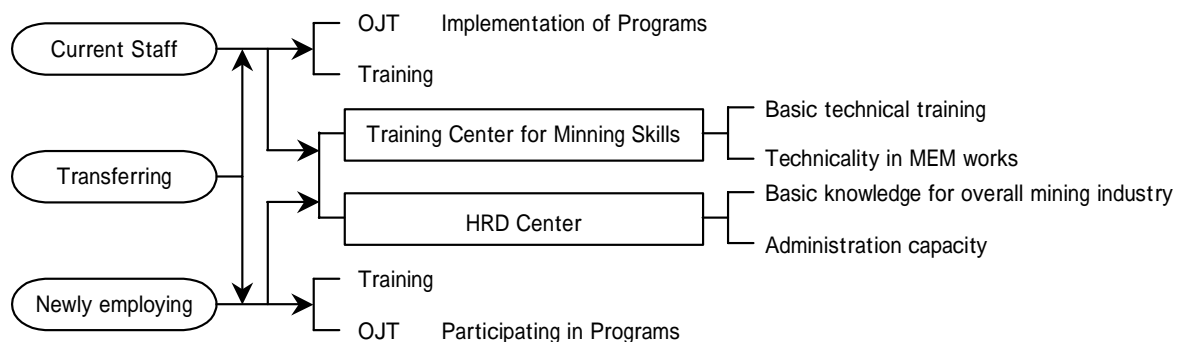 Current Staff
OJT Implementation of Programs
Training
Training Center for Minning Skills
Basic technical training
Technicality in MEM works
Transferring
HRD Center
Basic knowledge for overall mining industry
Administration capacity
Newly employing
Training
OJT Participating in Programs